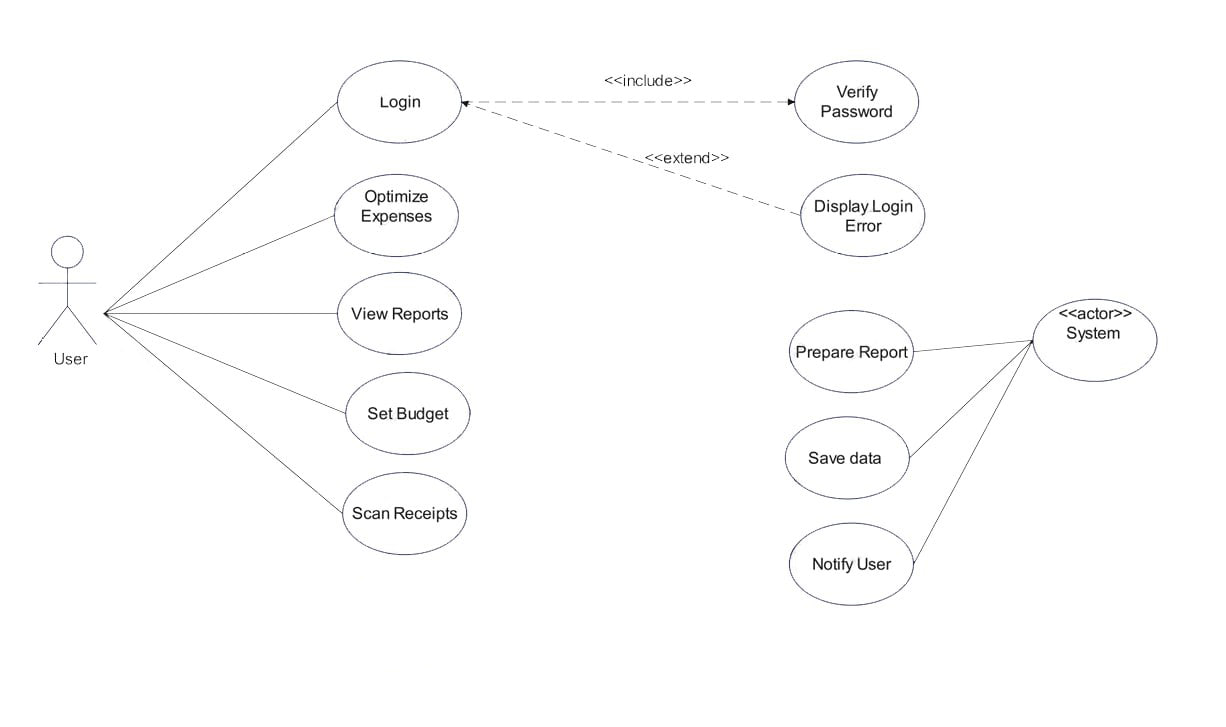 <<include>>
Login
Verify
Password
<<extend>>
Optimize
Expenses
Display Login
Error
View Reports
<<actor>>
System
User
Prepare Report
Set Budget
Save data
Scan Receipts
Notify User